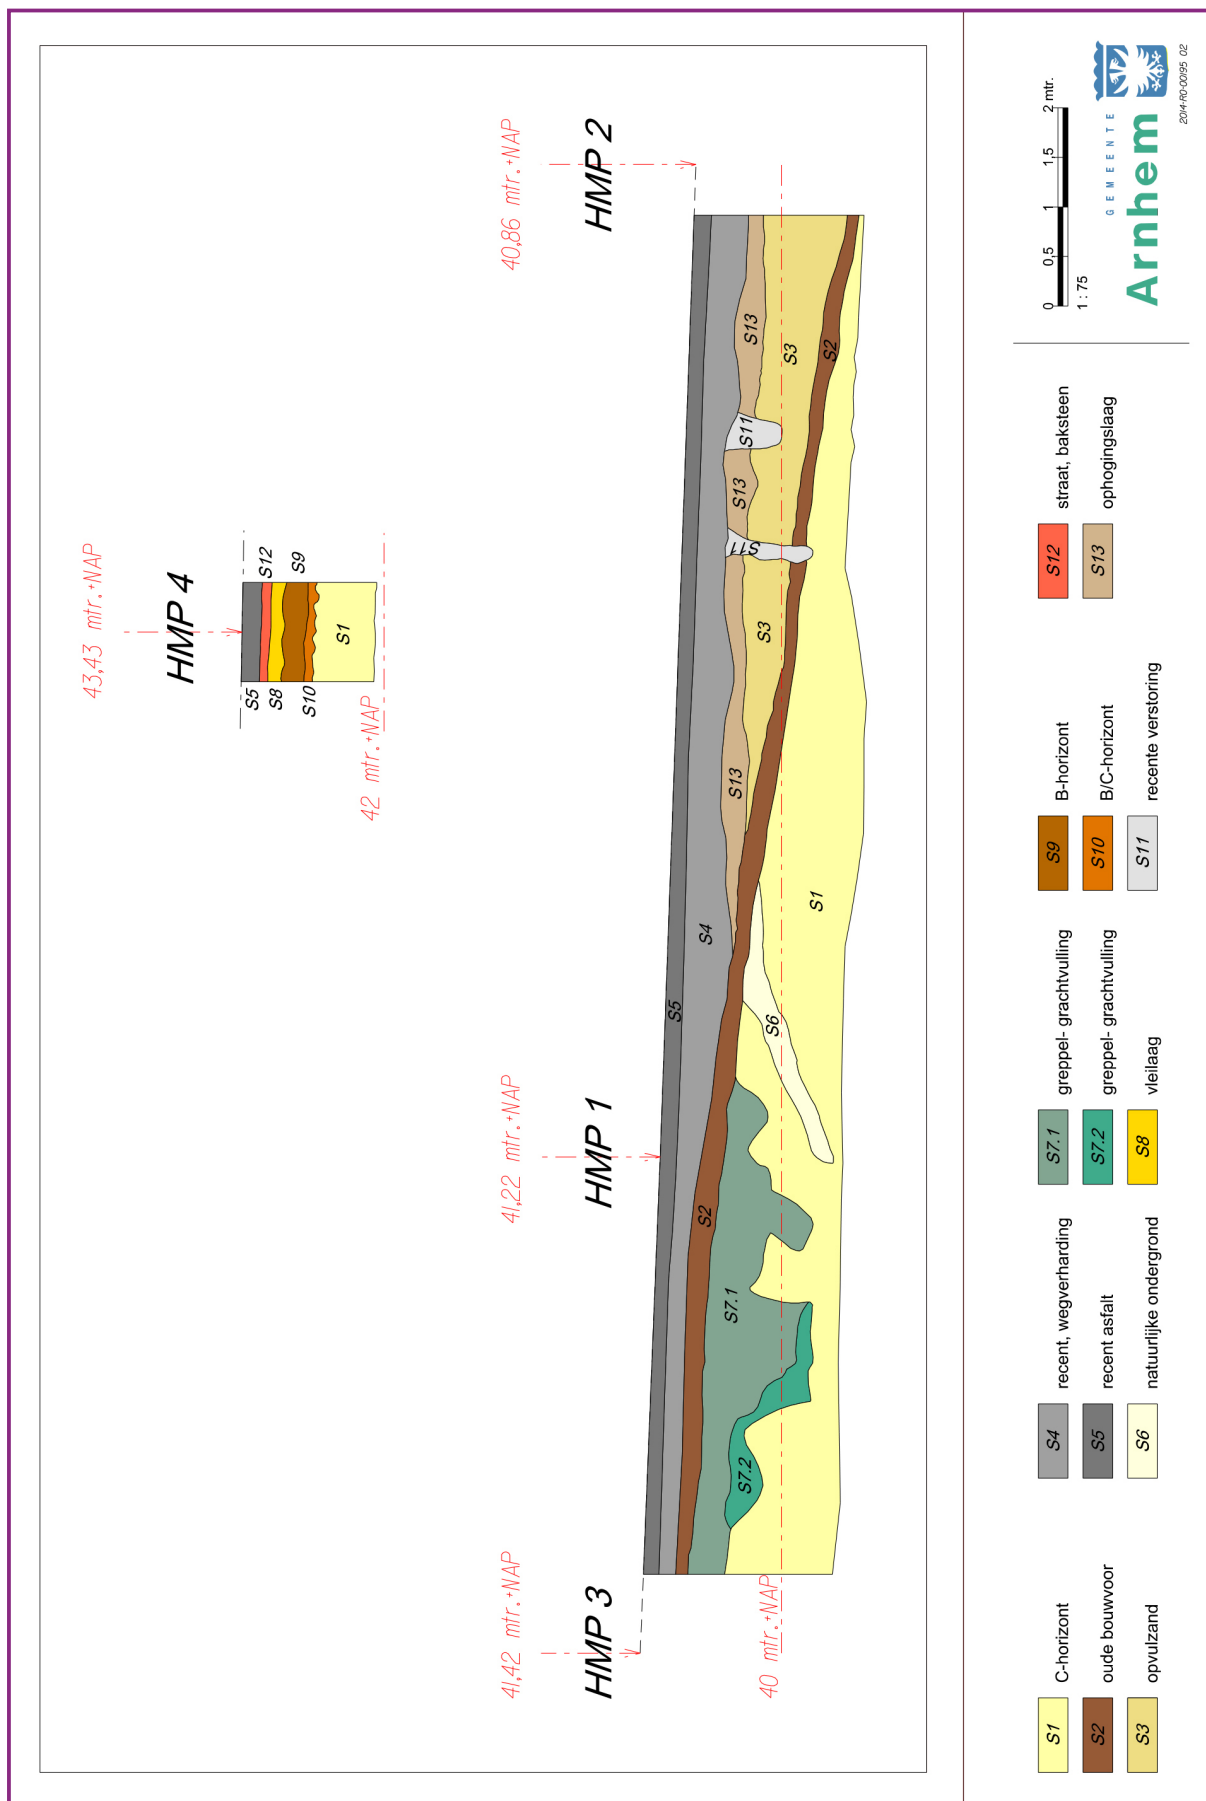 43,43 mtr.+NAP
HMP 4
S5
S12
S8
S9
S10
S1
42 mtr.+NAP
41,42 mtr.+NAP
41,22 mtr.+NAP
40,86 mtr.+NAP
HMP 3
HMP 1
HMP 2
S5
S4
S2
S13
S11
S13
S11
S13
S7.1
S7.2
S6
S3
S3
S2
S1
40 mtr.+NAP
S1 C-horizont
S2 oude bouwvoor
S3 opvulzand
S4 recent, wegverharding
S5 recent asfalt
S6 natuurlijke ondergrond
S7.1 greppel- grachtvulling
S7.2 greppel- grachtvulling
S8 vleilaag
S9 B-horizont
S10 B/C-horizont
S11 recente verstoring
S12 straat, baksteen
S13 ophogingslaag
0 0,5 1 1,5 2 mtr.
1 : 75
GEMEENTE
Arnhem
2014-RO-00195 02